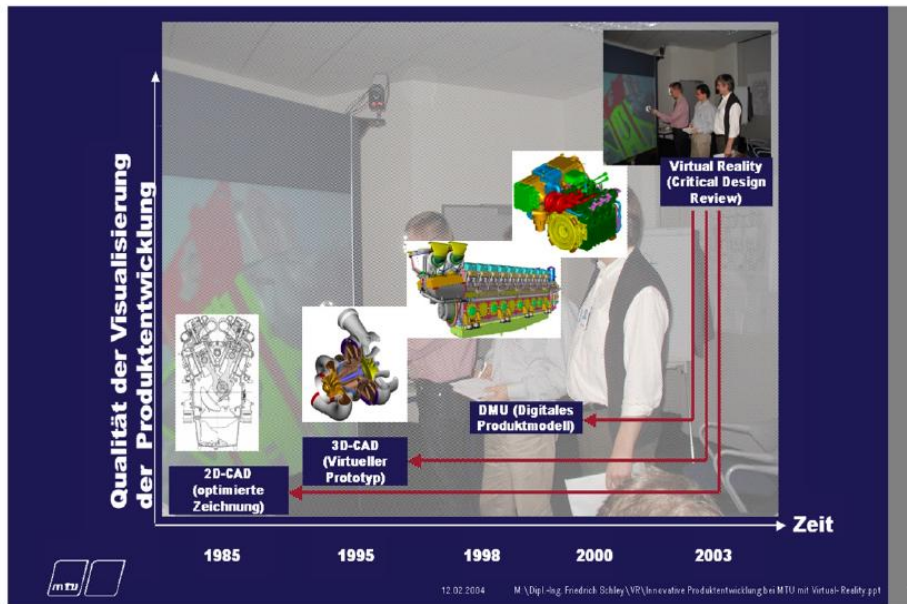 Qualität der Visualisierung
der Produktentwicklung
Virtual Reality
(Critical Design
Review)
DMU (Digitales
Produktmodell)
3D-CAD
(Virtueller
Prototyp)
2D-CAD
(optimierte
Zeichnung)
Zeit
1985
1995
1998
2000
2003
mtu
12.02.2004
M:\Dipl.-Ing. Friedrich Schley\VR\Innovative Produktentwicklung bei MTU mit Virtual-Reality.ppt